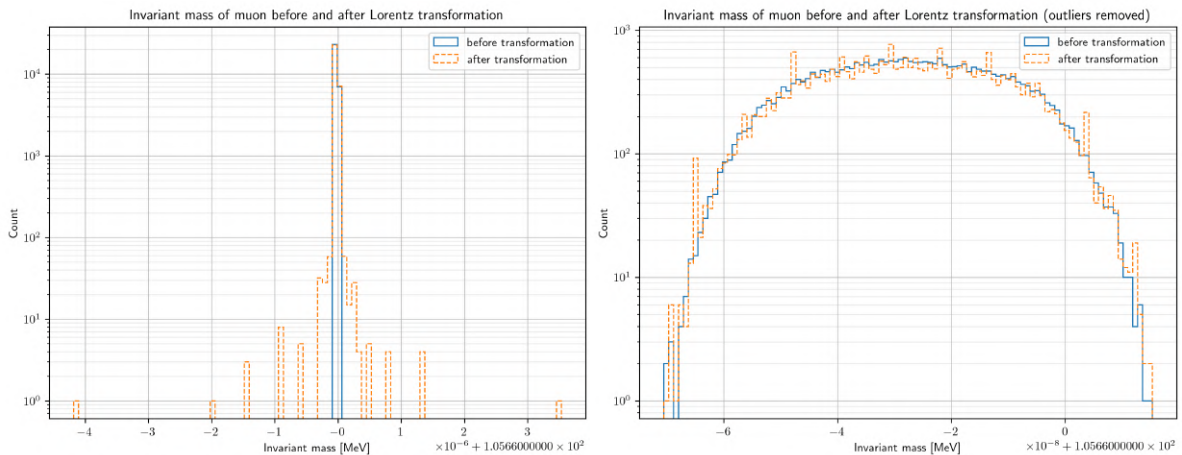 Invariant mass of muon before and after Lorentz transformation
before transformation
after transformation
10⁴
10³
10²
10¹
10⁰
Count
−4 −3 −2 −1 −0 1 2 3
Invariant mass [MeV]
×10⁻⁶ + 1.0566000000 × 10²
Invariant mass of muon before and after Lorentz transformation (outliers removed)
before transformation
after transformation
10³
10²
10¹
10⁰
Count
−6 −4 −2 0
Invariant mass [MeV]
×10⁻⁸ + 1.0566000000 × 10²